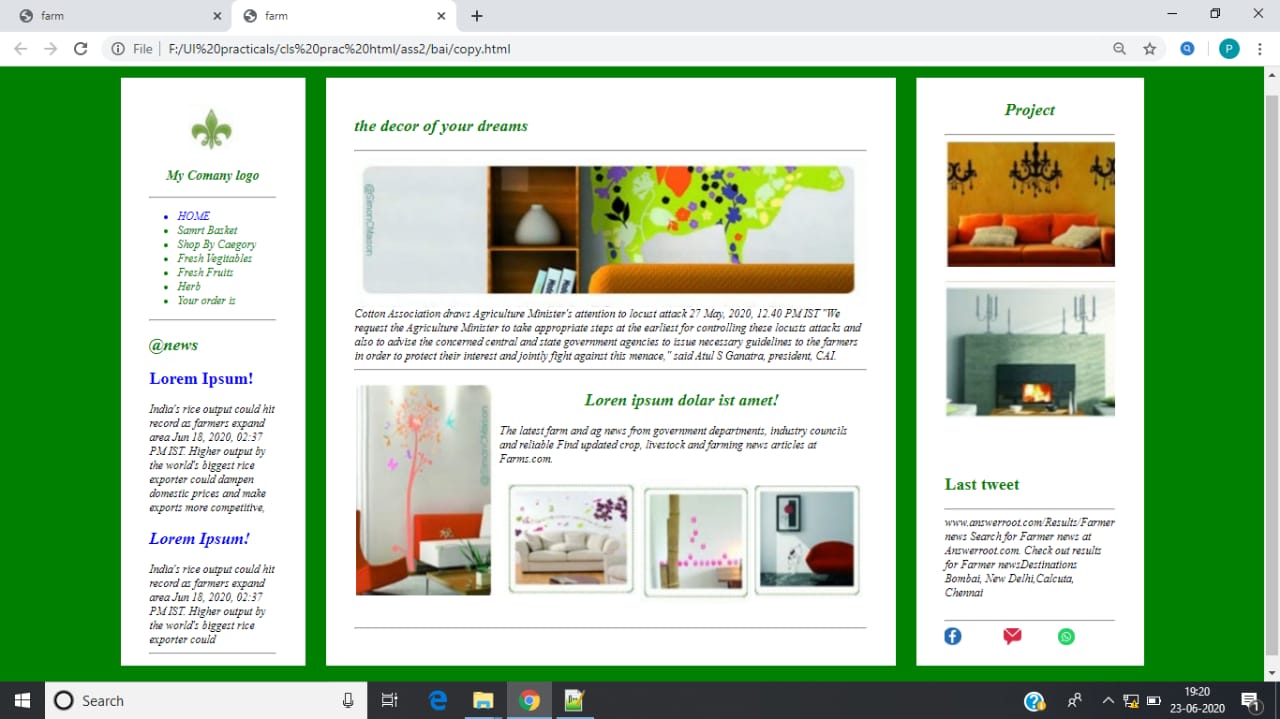 farm
farm
File
F:/UI%20practicals/cls%20prac%20html/ass2/bai/copy.html
P
My Comany logo
HOME
Samrt Basket
Shop By Caegory
Fresh Vegitables
Fresh Fruits
Herb
Your order is
@news
Lorem Ipsum!
India's rice output could hit
record as farmers expand
area Jun 18, 2020, 02:37
PM IST. Higher output by
the world's biggest rice
exporter could dampen
domestic prices and make
exports more competitive,
Lorem Ipsum!
India's rice output could hit
record as farmers expand
area Jun 18, 2020, 02:37
PM IST. Higher output by
the world's biggest rice
exporter could
the decor of your dreams
@SimonCMason
Cotton Association draws Agriculture Minister's attention to locust attack 27 May, 2020, 12.40 PM IST "We
request the Agriculture Minister to take appropriate steps at the earliest for controlling these locusts attacks and
also to advise the concerned central and state government agencies to issue necessary guidelines to the farmers
in order to protect their interest and jointly fight against this menace," said Atul S Ganatra, president, CAI.
@SimonCMason
Loren ipsum dolar ist amet!
The latest farm and ag news from government departments, industry councils
and reliable Find updated crop, livestock and farming news articles at
Farms.com.
Project
Last tweet
www.answerroot.com/Results/Farmer
news Search for Farmer news at
Answerroot.com. Check out results
for Farmer newsDestinations
Bombai, New Delhi,Calcuta,
Chennai
Search
19:20
23-06-2020
1